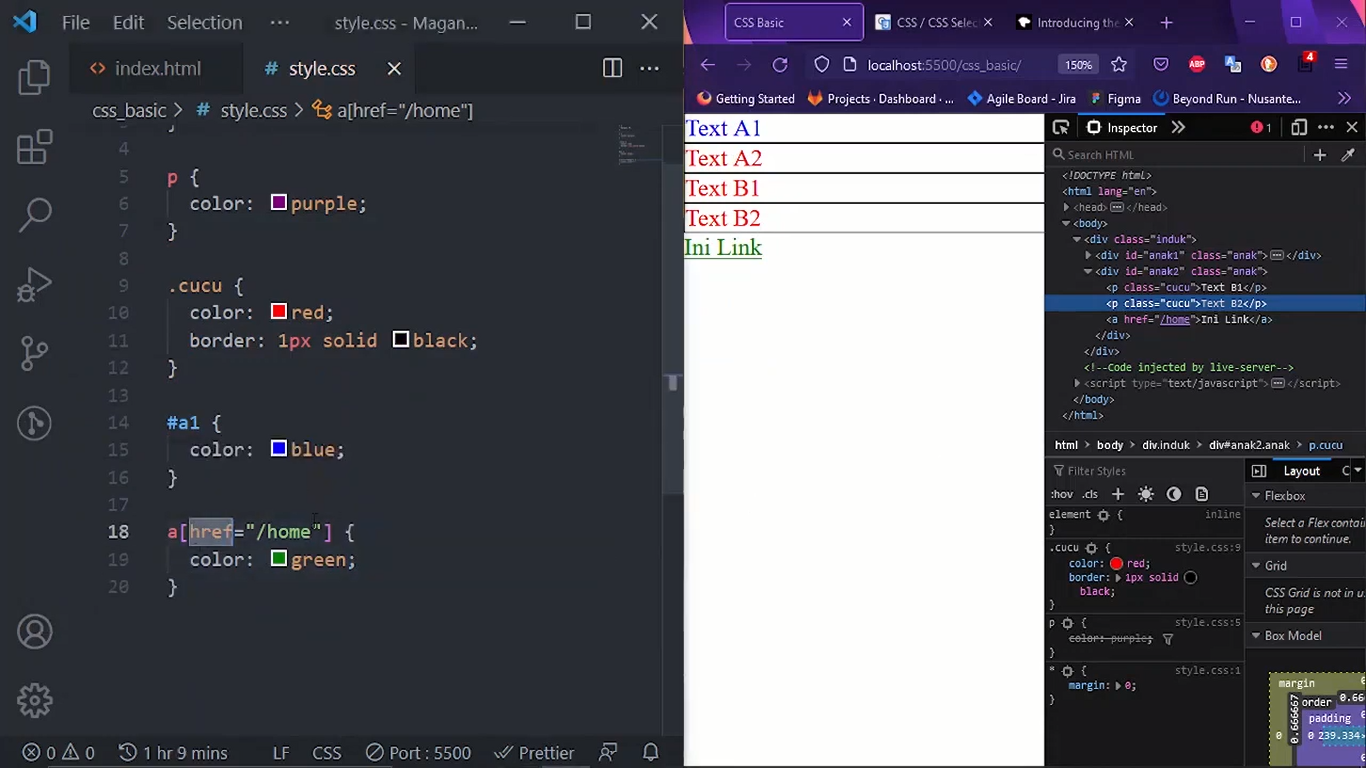 File Edit Selection ··· style.css - Magan...
index.html style.css
css_basic > style.css > a[href="/home"]
4
5 p {
6 color: purple;
7 }
8
9 .cucu {
10 color: red;
11 border: 1px solid black;
12 }
13
14 #a1 {
15 color: blue;
16 }
17
18 a[href="/home"] {
19 color: green;
20 }
0 0 1 hr 9 mins LF CSS Port : 5500 Prettier
CSS Basic CSS / CSS Sele Introducing the
localhost:5500/css_basic/ 150% ABP 4
Getting Started Projects · Dashboard · ... Agile Board - Jira Figma Beyond Run - Nusante...
Text A1
Text A2
Text B1
Text B2
Ini Link
Inspector 1
Search HTML
<!DOCTYPE html>
<html lang="en">
<head> </head>
<body>
<div class="induk">
<div id="anak1" class="anak"> </div>
<div id="anak2" class="anak">
<p class="cucu">Text B1</p>
<p class="cucu">Text B2</p>
<a href="/home">Ini Link</a>
</div>
</div>
<!--Code injected by live-server-->
<script type="text/javascript"> </script>
</body>
</html>
html body div.induk div#anak2.anak p.cucu
Filter Styles
:hov .cls
element { inline
}
.cucu { style.css:9
color: red;
border: 1px solid
black;
}
p { style.css:5
color: purple;
}
* { style.css:1
margin: 0;
}
Layout C
Flexbox
Select a Flex contain
item to continue.
Grid
CSS Grid is not in u
this page
Box Model
margin 0
order 0.66
0.666667
padding 0
0 0 239.334×